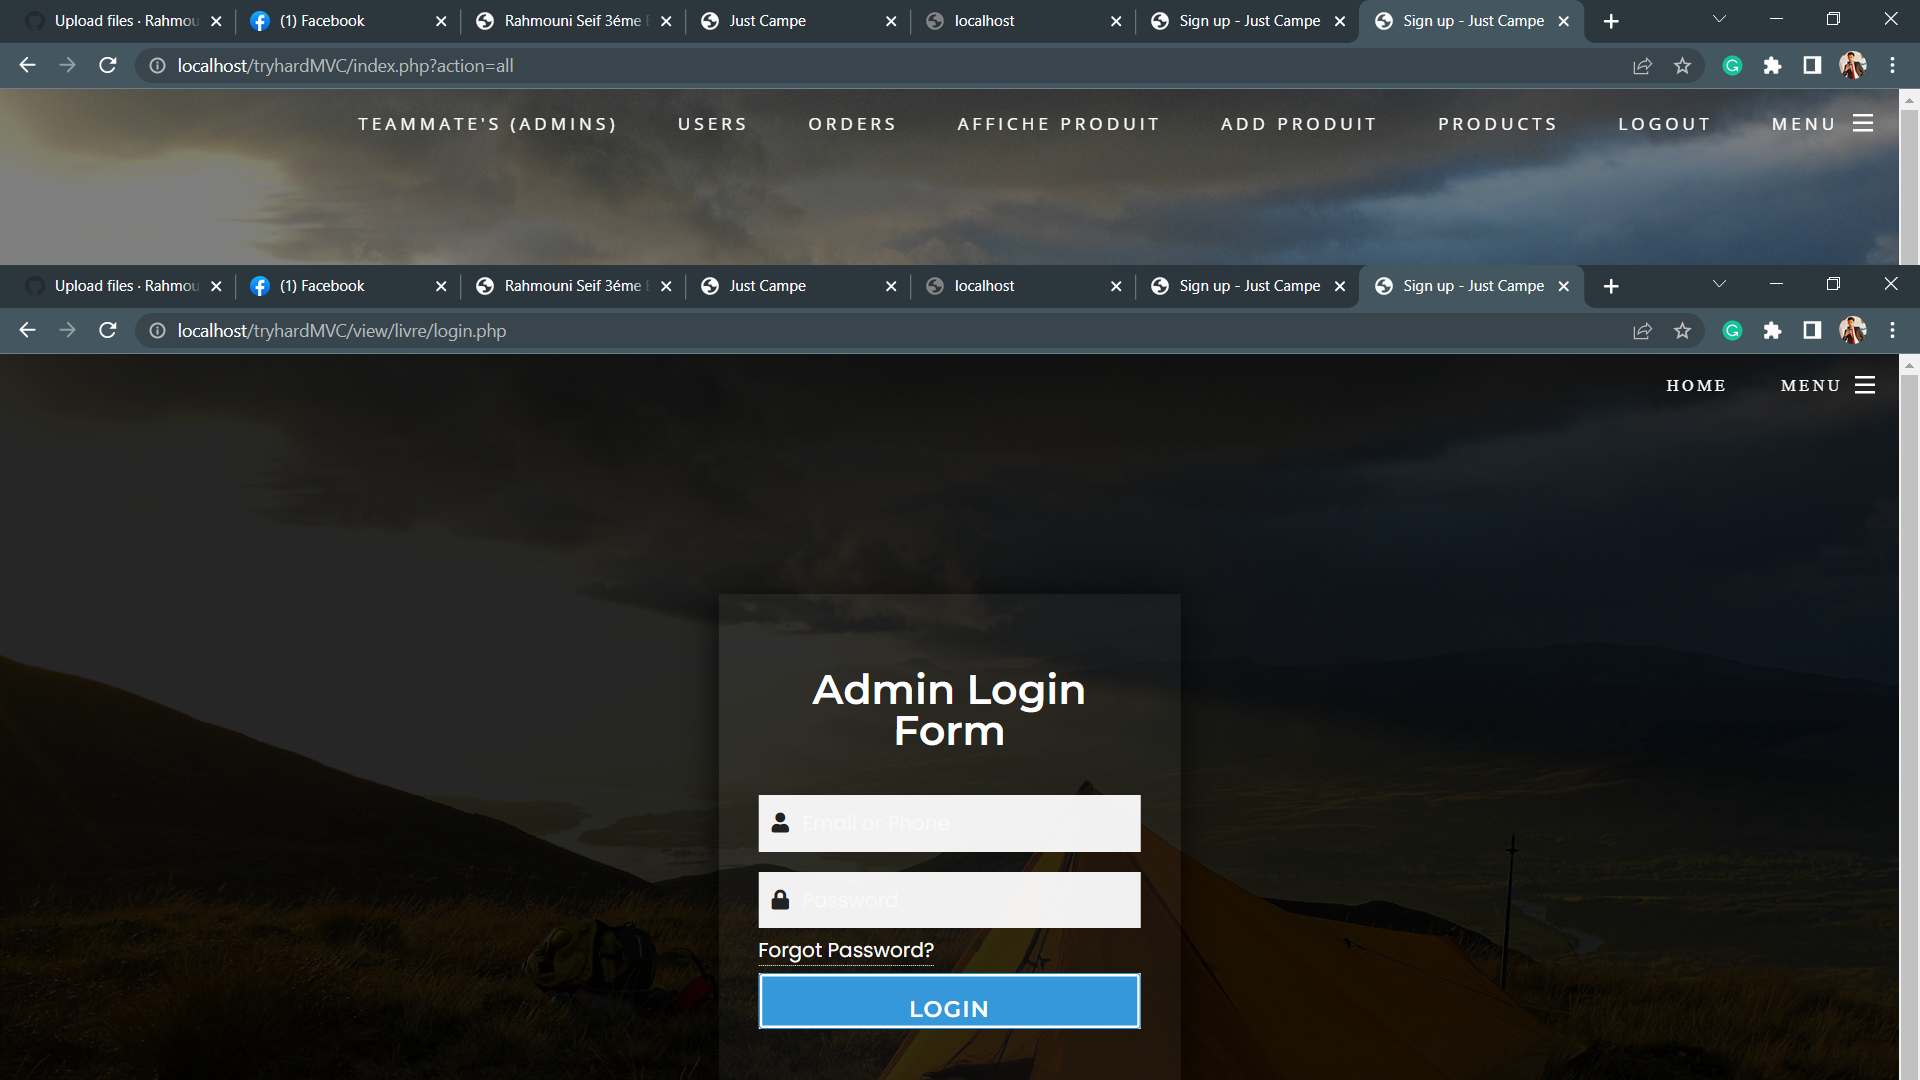 Upload files · Rahmou
(1) Facebook
Rahmouni Seif 3éme
Just Campe
localhost
Sign up - Just Campe
Sign up - Just Campe
localhost/tryhardMVC/index.php?action=all
TEAMMATE'S (ADMINS) USERS ORDERS AFFICHE PRODUIT ADD PRODUIT PRODUCTS LOGOUT MENU
Upload files · Rahmou
(1) Facebook
Rahmouni Seif 3éme
Just Campe
localhost
Sign up - Just Campe
Sign up - Just Campe
localhost/tryhardMVC/view/livre/login.php
HOME MENU
Admin Login
Form
Email or Phone
Password
Forgot Password?
LOGIN